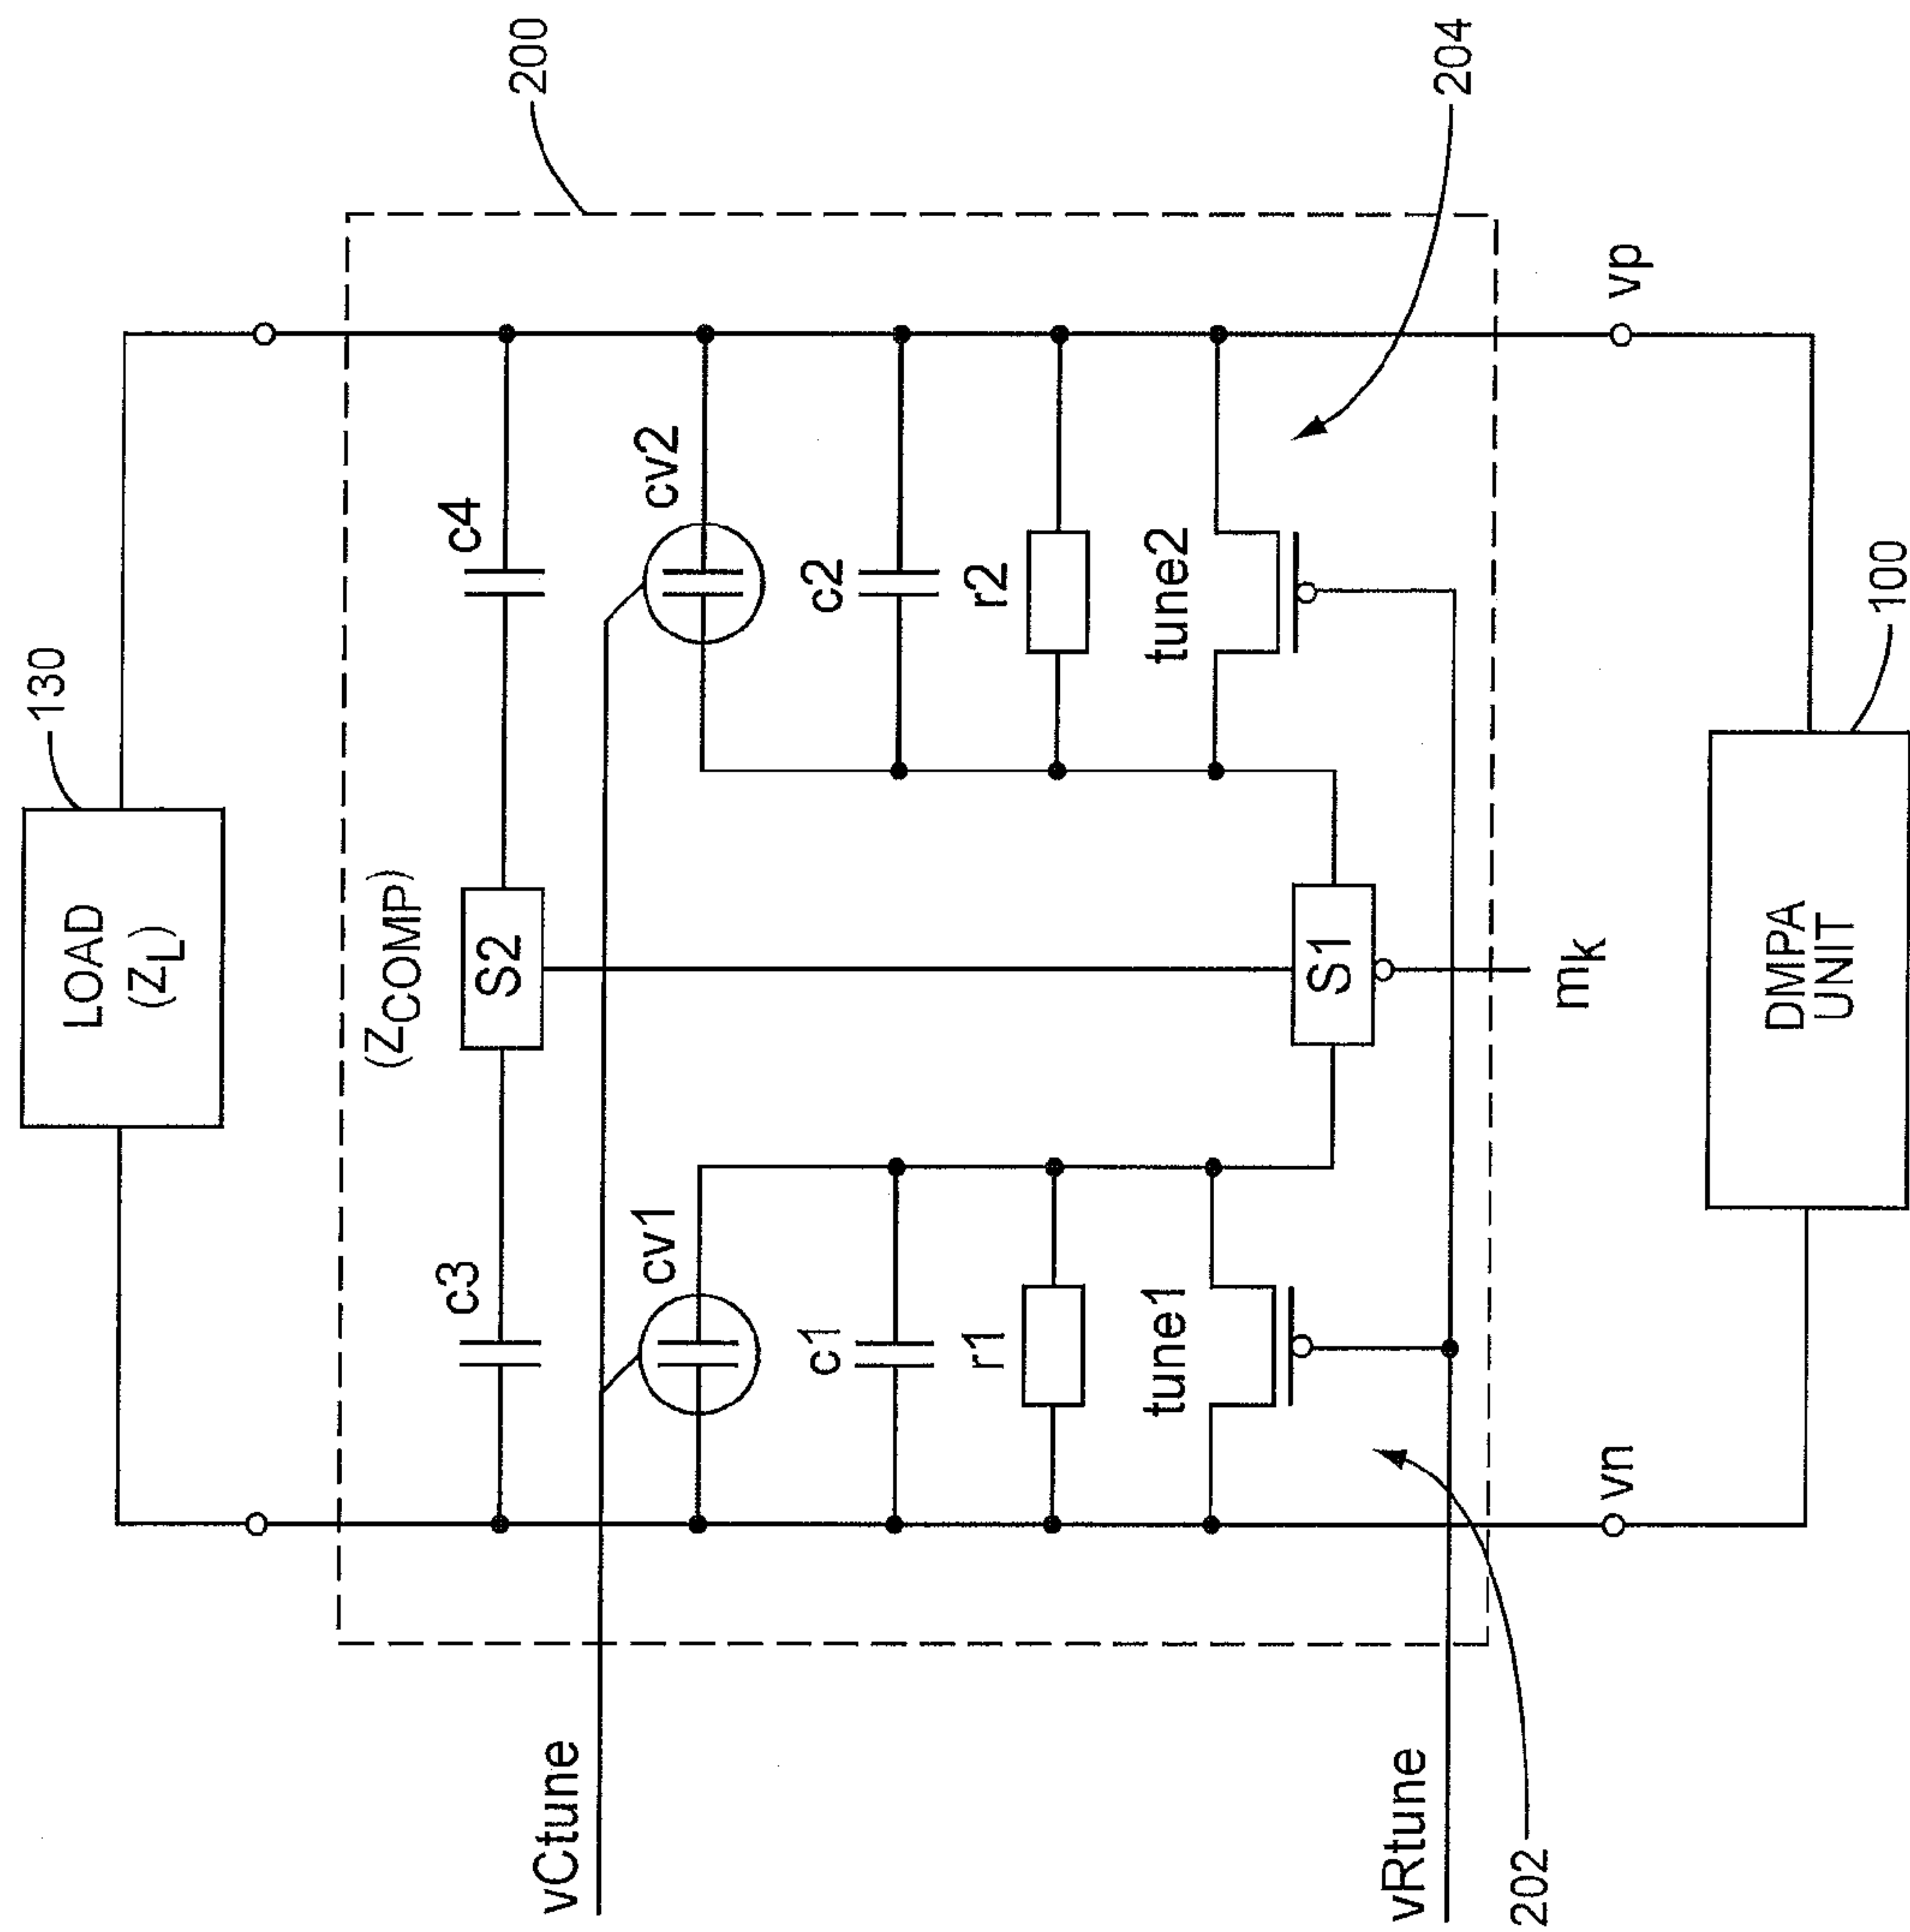 130
LOAD
(ZL)
200
(ZCOMP)
c3
S2
c4
vCtune
cv1
cv2
c1
c2
r1
r2
tune1
tune2
204
S1
vRtune
202
mk
vn
vp
DMPA
UNIT
100